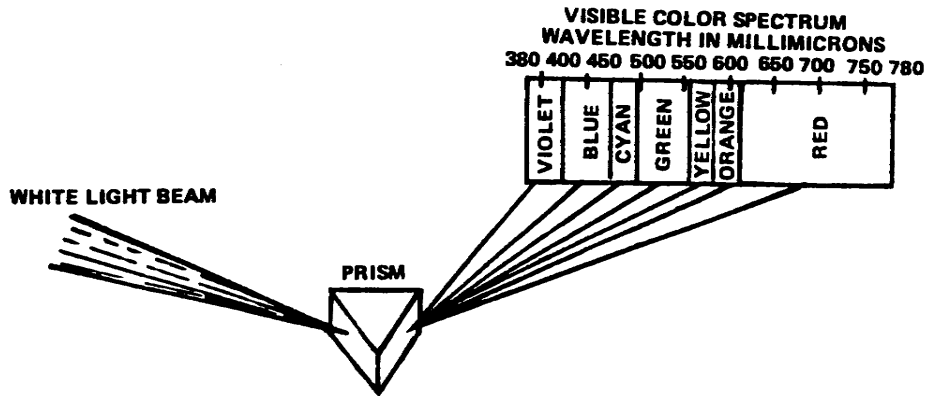 VISIBLE COLOR SPECTRUM
WAVELENGTH IN MILLIMICRONS
380 400 450 500 550 600 650 700 750 780
VIOLET
BLUE
CYAN
GREEN
YELLOW
ORANGE
RED
WHITE LIGHT BEAM
PRISM